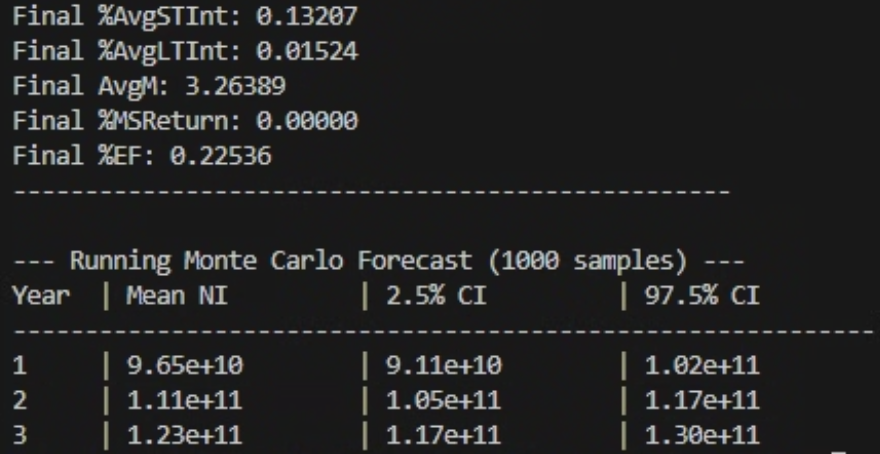 Final %AvgSTInt: 0.13207
Final %AvgLTInt: 0.01524
Final AvgM: 3.26389
Final %MSReturn: 0.00000
Final %EF: 0.22536
--------------------------------------------------
--- Running Monte Carlo Forecast (1000 samples) ---
Year | Mean NI | 2.5% CI | 97.5% CI
------------------------------------------------------------
1 | 9.65e+10 | 9.11e+10 | 1.02e+11
2 | 1.11e+11 | 1.05e+11 | 1.17e+11
3 | 1.23e+11 | 1.17e+11 | 1.30e+11